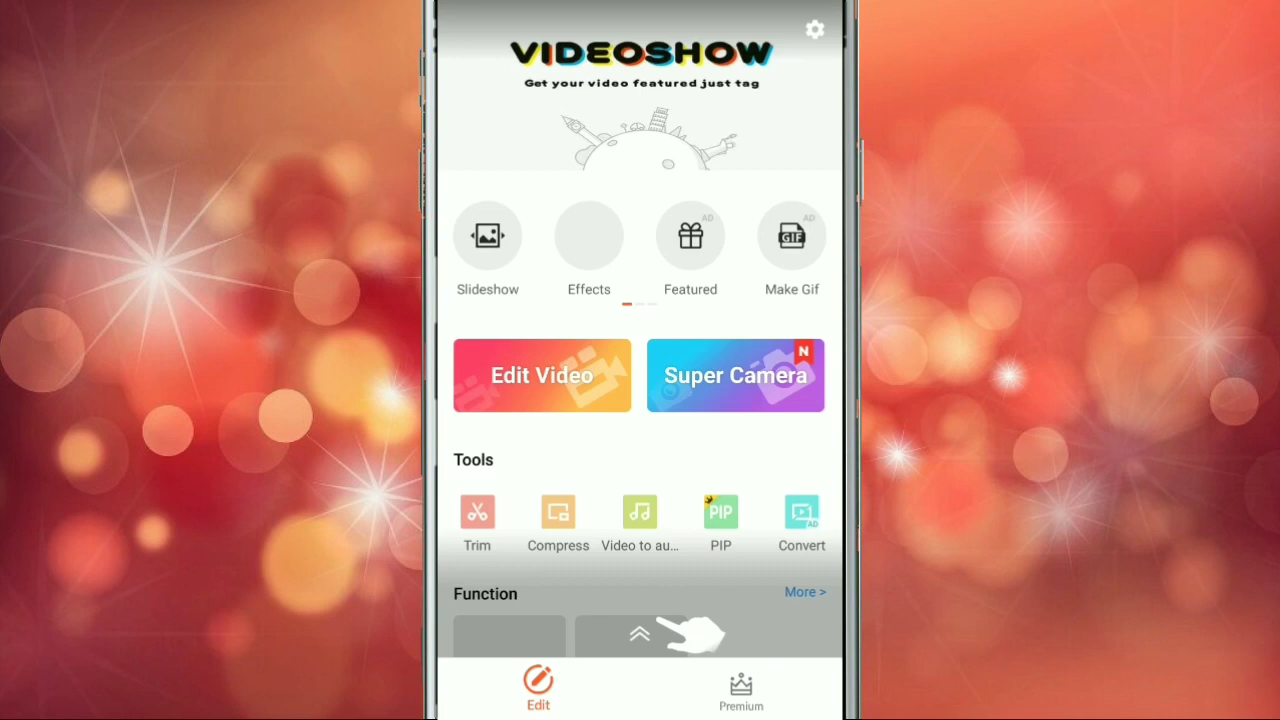 VIDEOSHOW
Get your video featured just tag
AD
AD
GIF
Slideshow
Effects
Featured
Make Gif
Edit Video
Super Camera
N
Tools
PIP
AD
Trim
Compress
Video to au...
PIP
Convert
Function
More >
Edit
Premium